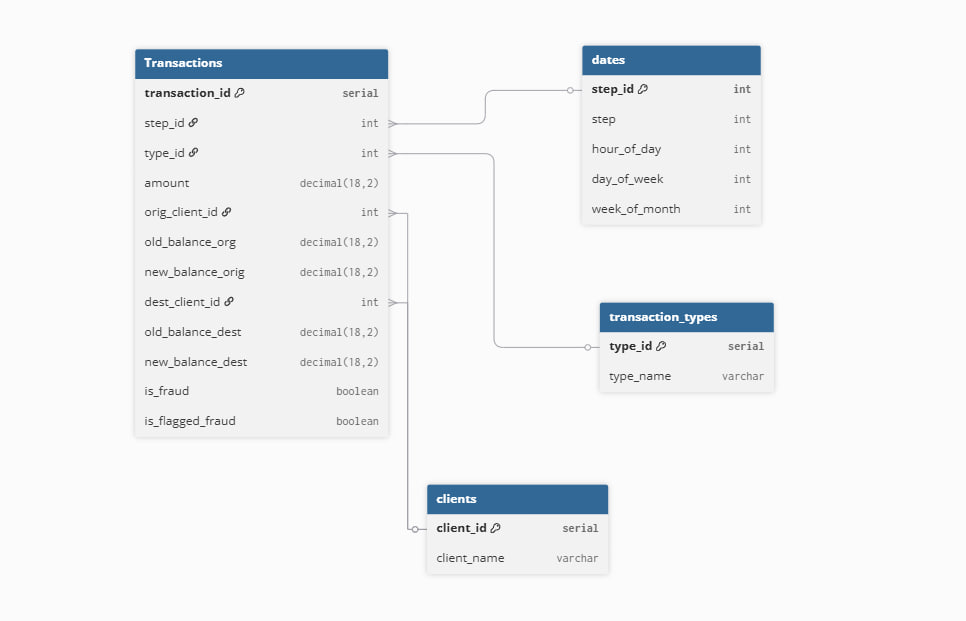 Transactions
transaction_id serial
step_id int
type_id int
amount decimal(18,2)
orig_client_id int
old_balance_org decimal(18,2)
new_balance_orig decimal(18,2)
dest_client_id int
old_balance_dest decimal(18,2)
new_balance_dest decimal(18,2)
is_fraud boolean
is_flagged_fraud boolean
dates
step_id int
step int
hour_of_day int
day_of_week int
week_of_month int
transaction_types
type_id serial
type_name varchar
clients
client_id serial
client_name varchar